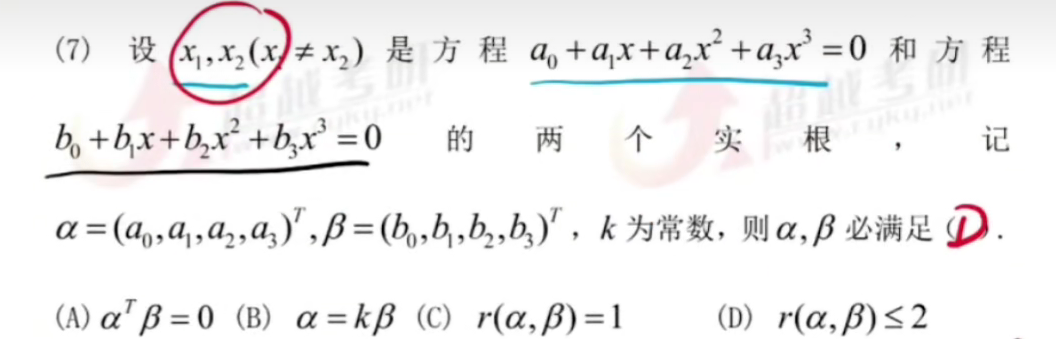 (7) 设 x₁,x₂(x₁≠x₂) 是方程 a₀+a₁x+a₂x²+a₃x³=0 和方程
b₀+b₁x+b₂x²+b₃x³=0 的两个实根，记
α=(a₀,a₁,a₂,a₃)ᵀ,β=(b₀,b₁,b₂,b₃)ᵀ，k 为常数，则α,β 必满足 (D).
(A) αᵀβ=0 (B) α=kβ (C) r(α,β)=1 (D) r(α,β)≤2